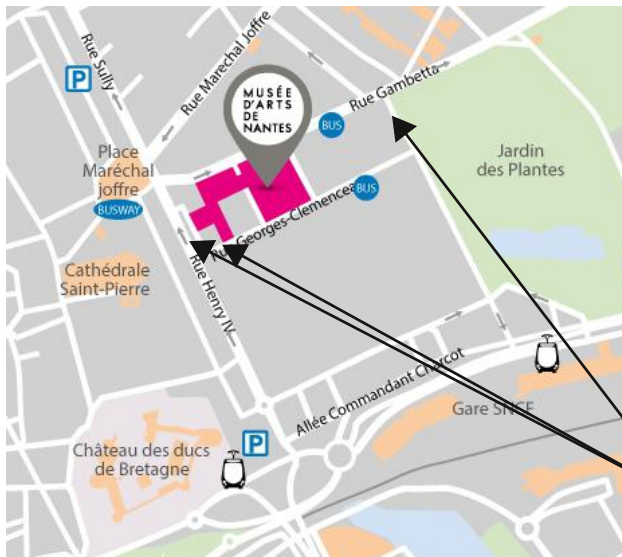 Rue Sully
P
Rue Marechal Joffre
MUSÉE
D'ARTS
DE
NANTES
Rue Gambetta
BUS
Place
Maréchal
joffre
BUSWAY
Jardin
des Plantes
BUS
Rue Georges-Clemenceau
Cathédrale
Saint-Pierre
Rue Henry IV
Allée Commandant Charcot
Gare SNCF
Château des ducs
de Bretagne
P